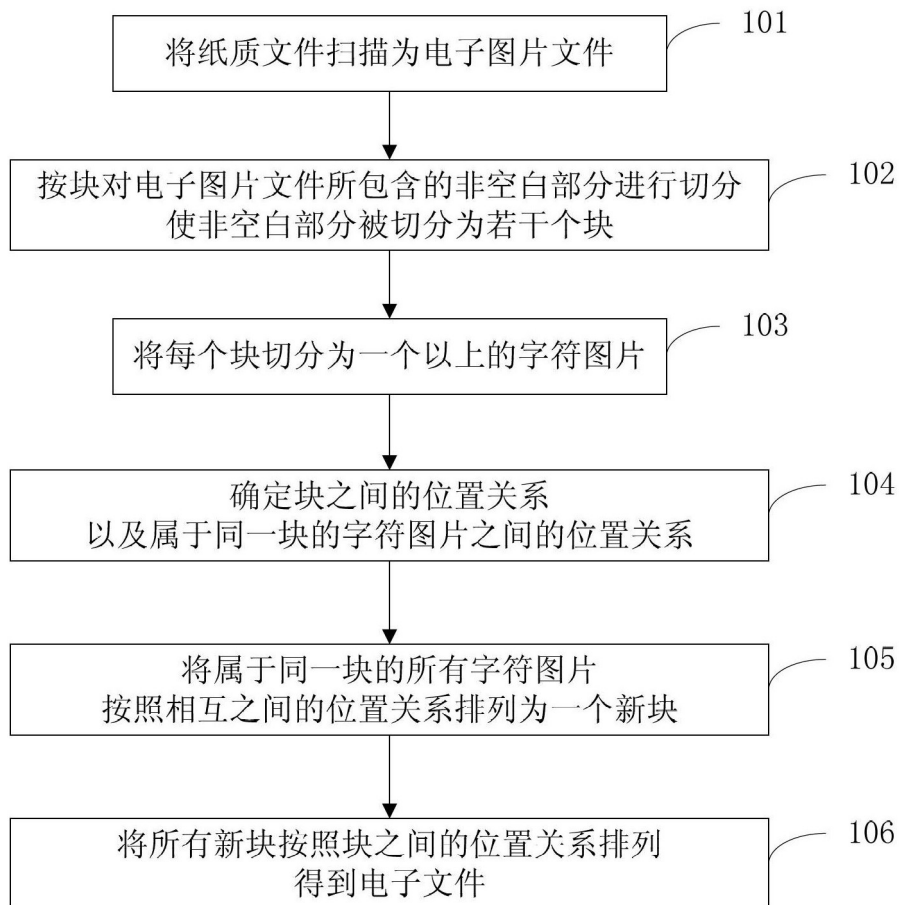 将纸质文件扫描为电子图片文件
101
按块对电子图片文件所包含的非空白部分进行切分
使非空白部分被切分为若干个块
102
将每个块切分为一个以上的字符图片
103
确定块之间的位置关系
以及属于同一块的字符图片之间的位置关系
104
将属于同一块的所有字符图片
按照相互之间的位置关系排列为一个新块
105
将所有新块按照块之间的位置关系排列
得到电子文件
106